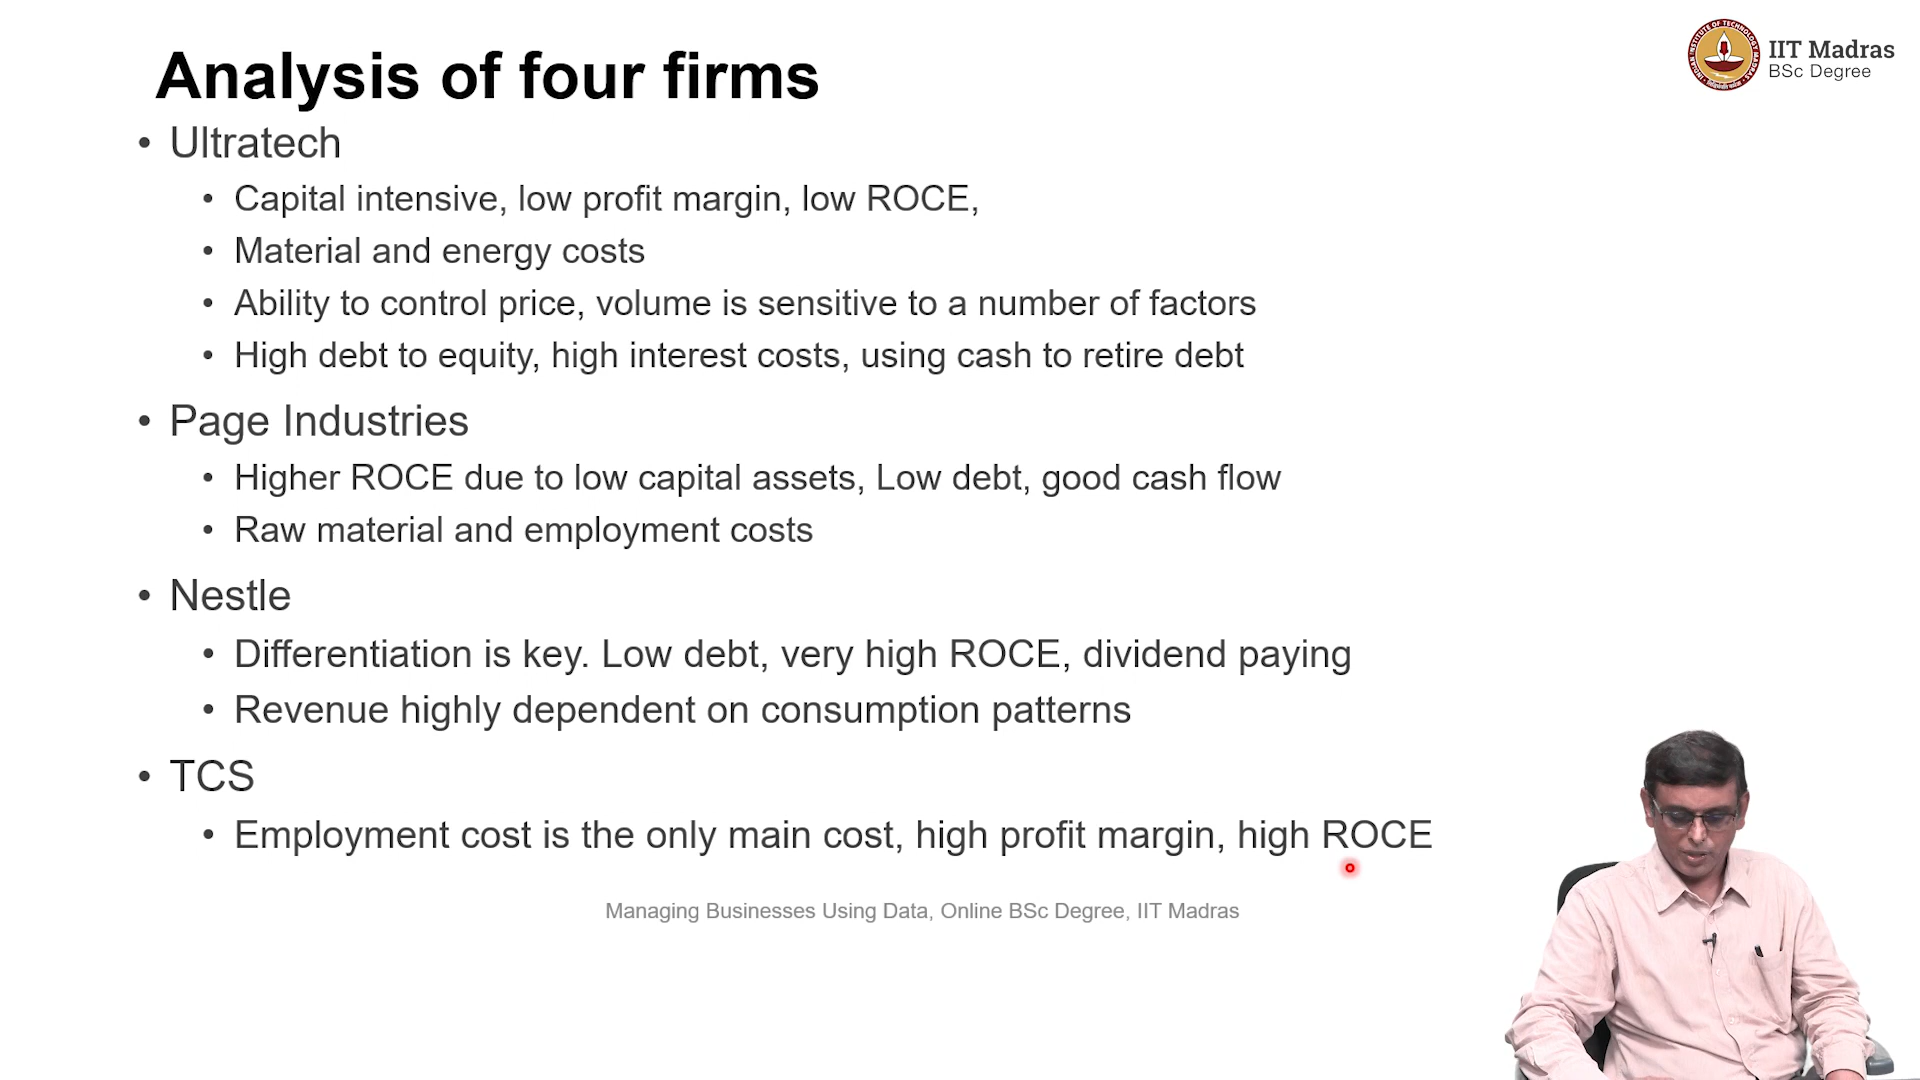 Analysis of four firms
IIT Madras
BSc Degree
• Ultratech
• Capital intensive, low profit margin, low ROCE,
• Material and energy costs
• Ability to control price, volume is sensitive to a number of factors
• High debt to equity, high interest costs, using cash to retire debt
• Page Industries
• Higher ROCE due to low capital assets, Low debt, good cash flow
• Raw material and employment costs
• Nestle
• Differentiation is key. Low debt, very high ROCE, dividend paying
• Revenue highly dependent on consumption patterns
• TCS
• Employment cost is the only main cost, high profit margin, high ROCE
Managing Businesses Using Data, Online BSc Degree, IIT Madras